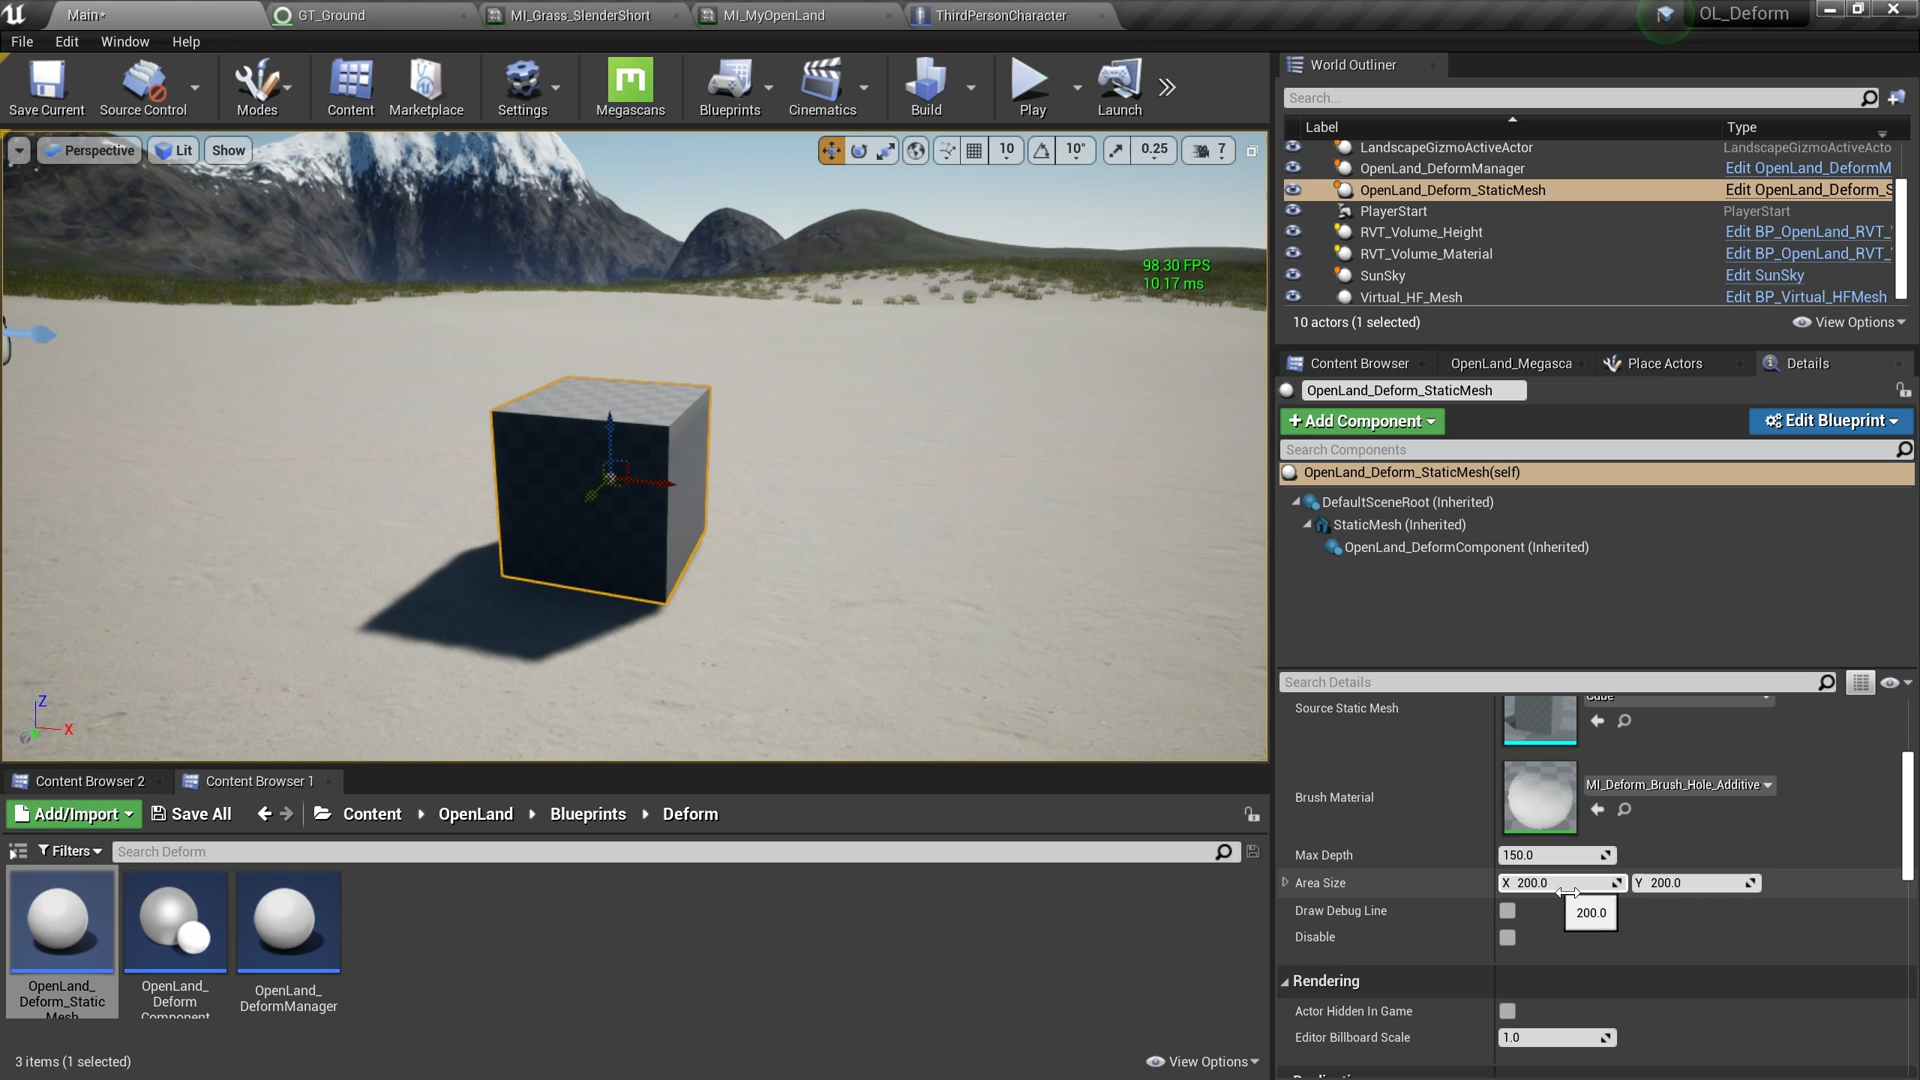 Main*
GT_Ground
MI_Grass_SlenderShort
MI_MyOpenLand
ThirdPersonCharacter
OL_Deform
File Edit Window Help
Save Current
Source Control
Modes
Content
Marketplace
Settings
Megascans
Blueprints
Cinematics
Build
Play
Launch
Perspective
Lit
Show
10
10°
0.25
7
98.30 FPS
10.17 ms
Z
X
World Outliner
Search...
Label Type
LandscapeGizmoActiveActor LandscapeGizmoActiveActo
OpenLand_DeformManager Edit OpenLand_DeformM
OpenLand_Deform_StaticMesh Edit OpenLand_Deform_S
PlayerStart PlayerStart
RVT_Volume_Height Edit BP_OpenLand_RVT_
RVT_Volume_Material Edit BP_OpenLand_RVT_
SunSky Edit SunSky
Virtual_HF_Mesh Edit BP_Virtual_HFMesh
10 actors (1 selected)
View Options
Content Browser
OpenLand_Megasca
Place Actors
Details
OpenLand_Deform_StaticMesh
+Add Component
Edit Blueprint
Search Components
OpenLand_Deform_StaticMesh(self)
DefaultSceneRoot (Inherited)
StaticMesh (Inherited)
OpenLand_DeformComponent (Inherited)
Search Details
Source Static Mesh
Cube
Brush Material
MI_Deform_Brush_Hole_Additive
Max Depth 150.0
Area Size X 200.0 Y 200.0
Draw Debug Line
200.0
Disable
Rendering
Actor Hidden In Game
Editor Billboard Scale 1.0
Content Browser 2
Content Browser 1
Add/Import
Save All
Content
OpenLand
Blueprints
Deform
Filters
Search Deform
OpenLand_
Deform_Static
Mesh
OpenLand_
Deform
Component
OpenLand_
DeformManager
3 items (1 selected)
View Options